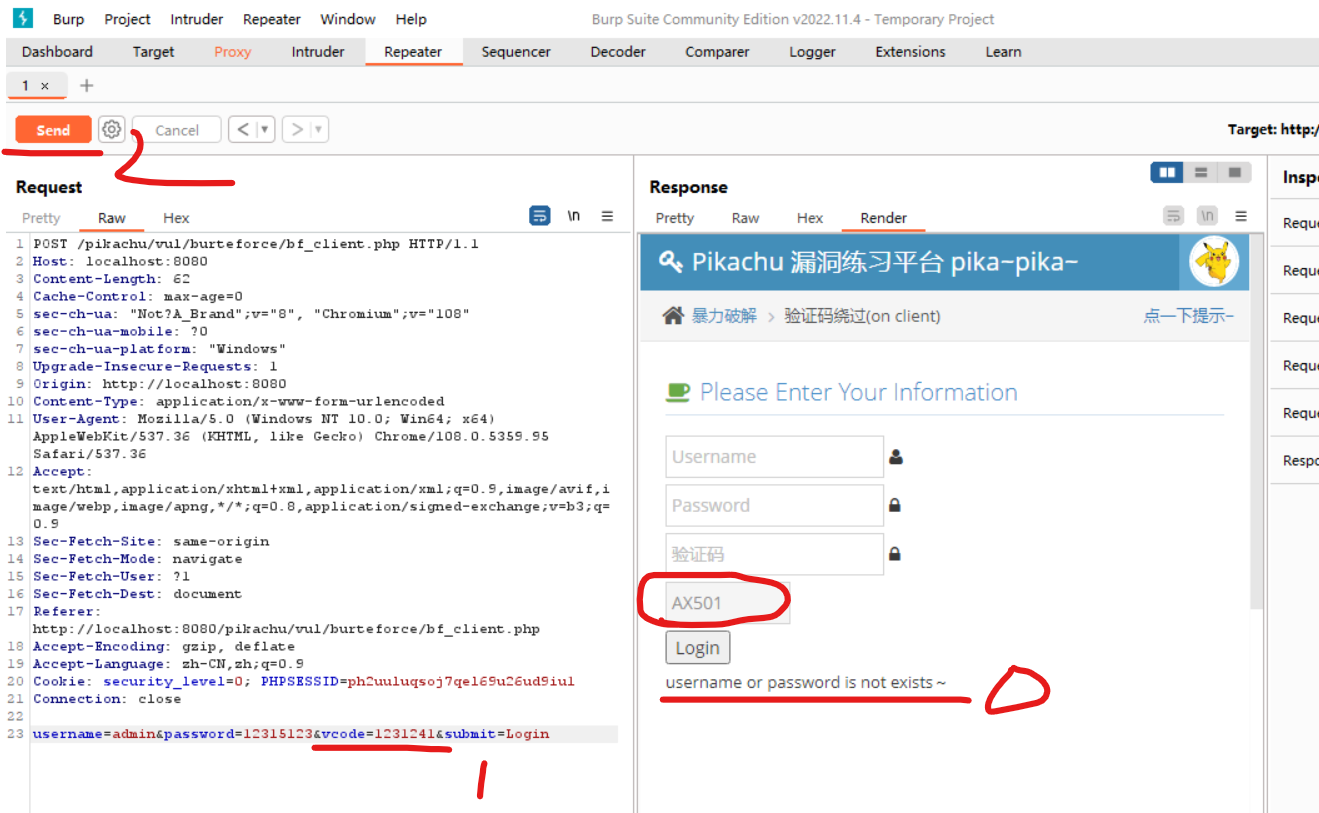 Burp Project Intruder Repeater Window Help Burp Suite Community Edition v2022.11.4 - Temporary Project
Dashboard Target Proxy Intruder Repeater Sequencer Decoder Comparer Logger Extensions Learn
1 × +
Send Cancel < > Target: http:/
2
Request
Pretty Raw Hex \n
1 POST /pikachu/vul/burteforce/bf_client.php HTTP/1.1
2 Host: localhost:8080
3 Content-Length: 62
4 Cache-Control: max-age=0
5 sec-ch-ua: "Not?A_Brand";v="8", "Chromium";v="108"
6 sec-ch-ua-mobile: ?0
7 sec-ch-ua-platform: "Windows"
8 Upgrade-Insecure-Requests: 1
9 Origin: http://localhost:8080
10 Content-Type: application/x-www-form-urlencoded
11 User-Agent: Mozilla/5.0 (Windows NT 10.0; Win64; x64)
AppleWebKit/537.36 (KHTML, like Gecko) Chrome/108.0.5359.95
Safari/537.36
12 Accept:
text/html,application/xhtml+xml,application/xml;q=0.9,image/avif,i
mage/webp,image/apng,*/*;q=0.8,application/signed-exchange;v=b3;q=
0.9
13 Sec-Fetch-Site: same-origin
14 Sec-Fetch-Mode: navigate
15 Sec-Fetch-User: ?1
16 Sec-Fetch-Dest: document
17 Referer:
http://localhost:8080/pikachu/vul/burteforce/bf_client.php
18 Accept-Encoding: gzip, deflate
19 Accept-Language: zh-CN,zh;q=0.9
20 Cookie: security_level=0; PHPSESSID=ph2uuluqsoj7qel69u26ud9iul
21 Connection: close
22
23 username=admin&password=12315123&vcode=1231241&submit=Login
1
Response
Pretty Raw Hex Render \n
Pikachu 漏洞练习平台 pika~pika~
暴力破解 > 验证码绕过(on client) 点一下提示~
Please Enter Your Information
Username
Password
验证码
AX501
Login
username or password is not exists～
Inspe
Reque
Reque
Reque
Reque
Reque
Respo